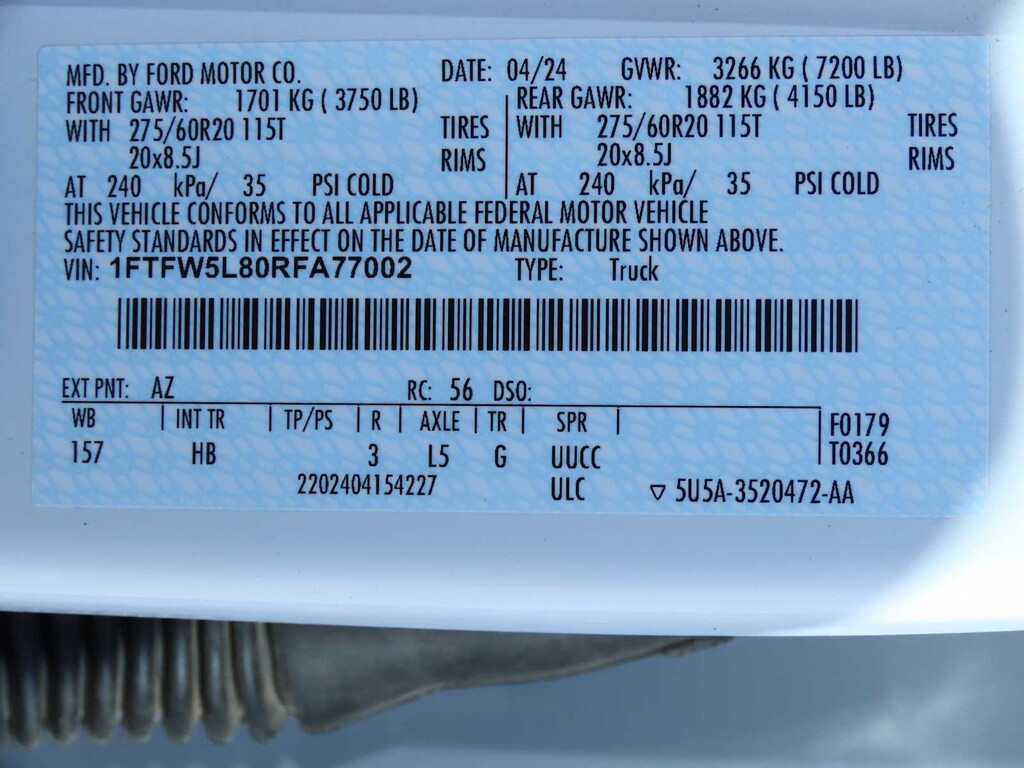 MFD. BY FORD MOTOR CO. DATE: 04/24 GVWR: 3266 KG ( 7200 LB)
FRONT GAWR: 1701 KG ( 3750 LB) REAR GAWR: 1882 KG ( 4150 LB)
WITH 275/60R20 115T TIRES WITH 275/60R20 115T TIRES
20x8.5J RIMS 20x8.5J RIMS
AT 240 kPa/ 35 PSI COLD AT 240 kPa/ 35 PSI COLD
THIS VEHICLE CONFORMS TO ALL APPLICABLE FEDERAL MOTOR VEHICLE
SAFETY STANDARDS IN EFFECT ON THE DATE OF MANUFACTURE SHOWN ABOVE.
VIN: 1FTFW5L80RFA77002 TYPE: Truck
EXT PNT: AZ RC: 56 DSO:
WB | INT TR | TP/PS | R | AXLE | TR | SPR | F0179
157 HB 3 L5 G UUCC T0366
2202404154227 ULC ▽ 5U5A-3520472-AA